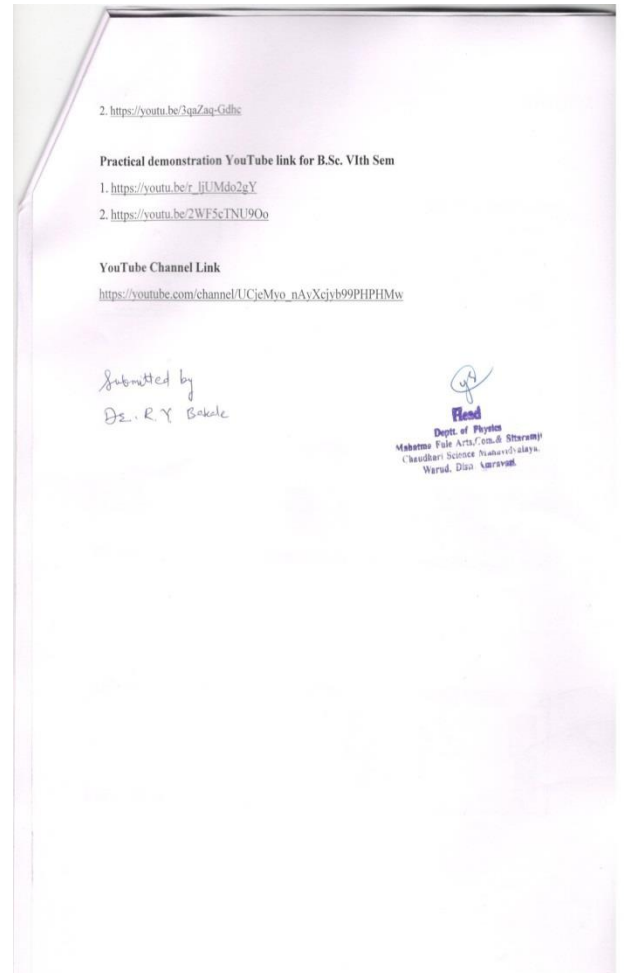 2. https://youtu.be/3qaZaq-Gdhc
Practical demonstration YouTube link for B.Sc. VIth Sem
1. https://youtu.be/r_ljUMdo2gY
2. https://youtu.be/2WF5cTNU9Oo
YouTube Channel Link
https://youtube.com/channel/UCjeMyo_nAyXcjyb99PHPHMw
Submitted by
Dr. R Y Bakale
Head
Deptt. of Physics
Mahatma Fule Arts, Com. & Sitaramji
Chaudhari Science Mahavidyalaya,
Warud, Dist. Amravati